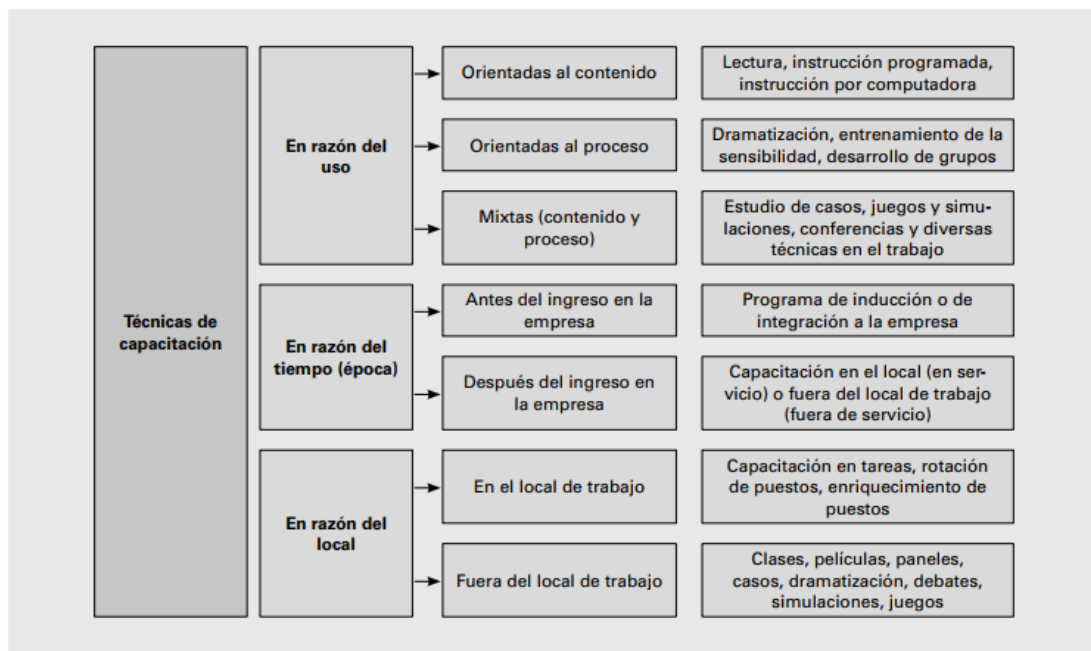 Técnicas de
capacitación
En razón del
uso
Orientadas al contenido
Lectura, instrucción programada,
instrucción por computadora
Orientadas al proceso
Dramatización, entrenamiento de la
sensibilidad, desarrollo de grupos
Mixtas (contenido y
proceso)
Estudio de casos, juegos y simu-
laciones, conferencias y diversas
técnicas en el trabajo
En razón del
tiempo (época)
Antes del ingreso en la
empresa
Programa de inducción o de
integración a la empresa
Después del ingreso en
la empresa
Capacitación en el local (en ser-
vicio) o fuera del local de trabajo
(fuera de servicio)
En razón del
local
En el local de trabajo
Capacitación en tareas, rotación
de puestos, enriquecimiento de
puestos
Fuera del local de trabajo
Clases, películas, paneles,
casos, dramatización, debates,
simulaciones, juegos